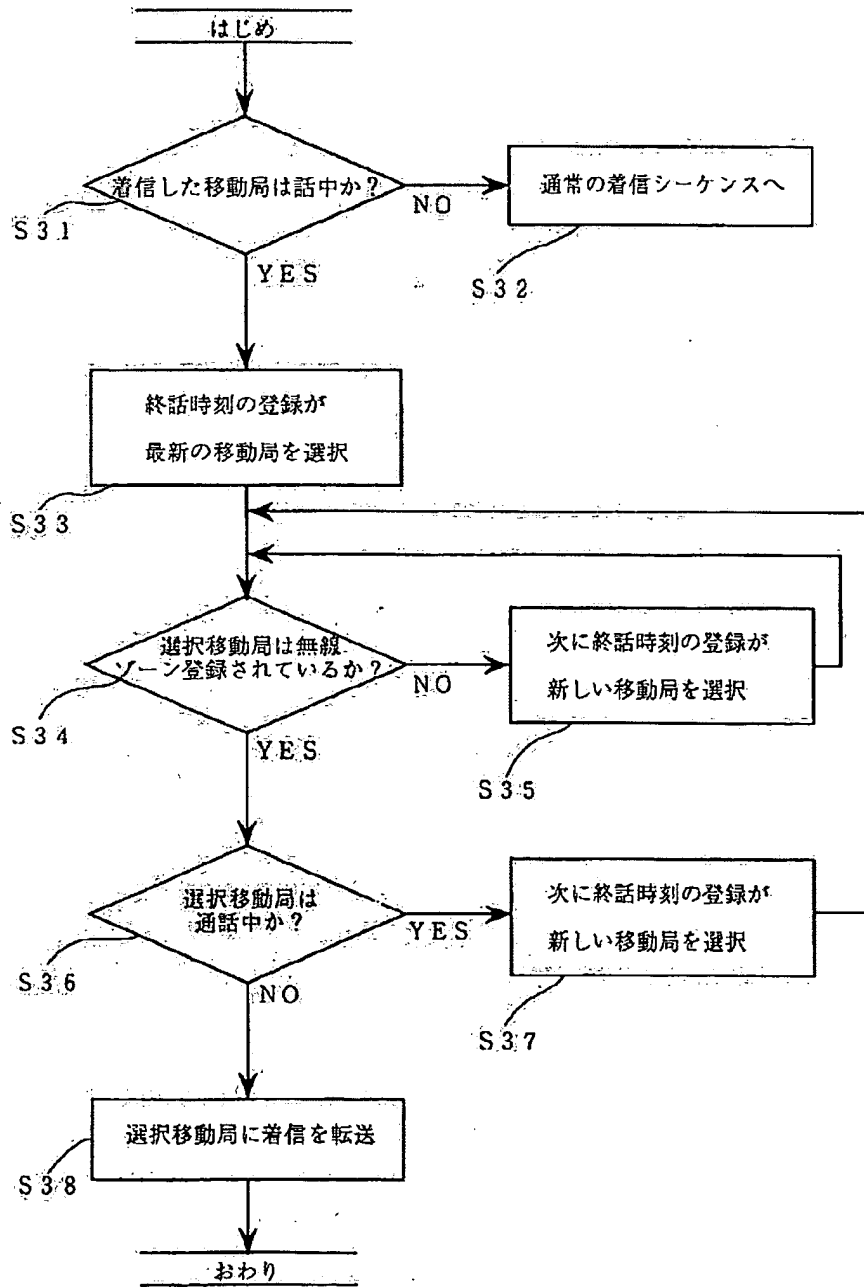 はじめ
着信した移動局は話中か?
NO
通常の着信シーケンスへ
S31
S32
YES
終話時刻の登録が
最新の移動局を選択
S33
選択移動局は無線
ゾーン登録されているか?
NO
次に終話時刻の登録が
新しい移動局を選択
S34
YES
S35
選択移動局は
通話中か?
YES
次に終話時刻の登録が
新しい移動局を選択
S36
NO
S37
選択移動局に着信を転送
S38
おわり